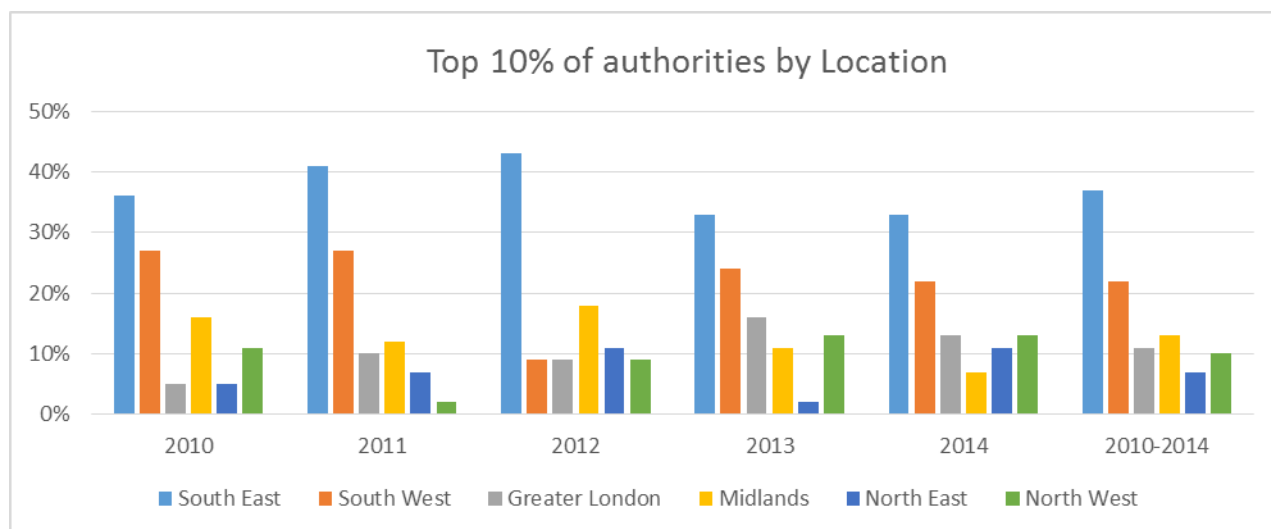 Top 10% of authorities by Location
50%
40%
30%
20%
10%
0%
2010 2011 2012 2013 2014 2010-2014
South East South West Greater London Midlands North East North West